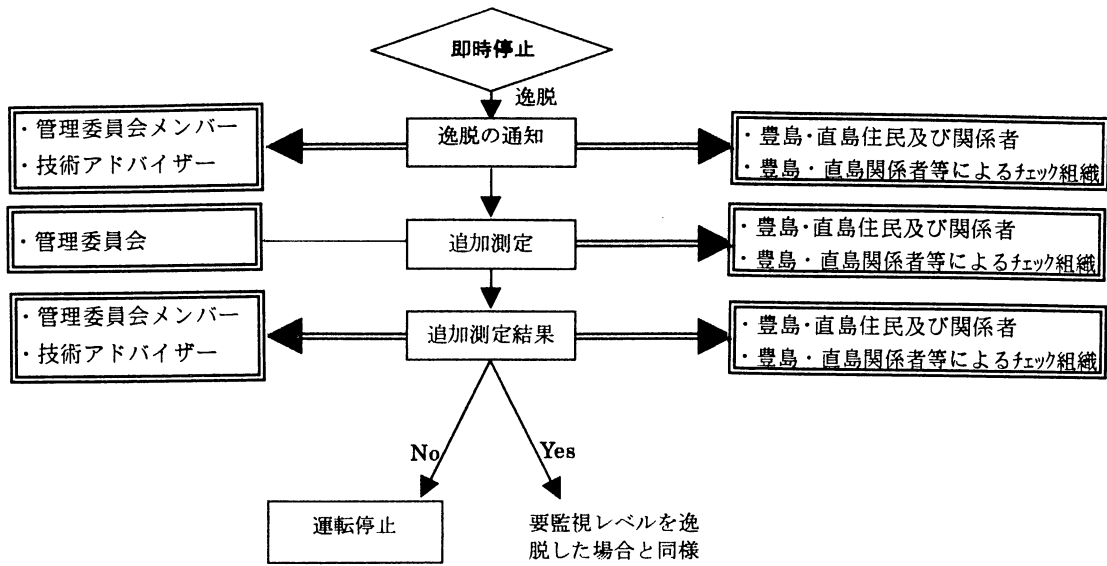 即時停止
逸脱
・管理委員会メンバー
・技術アドバイザー
逸脱の通知
・豊島・直島住民及び関係者
・豊島・直島関係者等によるチェック組織
・管理委員会
追加測定
・豊島・直島住民及び関係者
・豊島・直島関係者等によるチェック組織
・管理委員会メンバー
・技術アドバイザー
追加測定結果
・豊島・直島住民及び関係者
・豊島・直島関係者等によるチェック組織
No
Yes
運転停止
要監視レベルを逸
脱した場合と同様